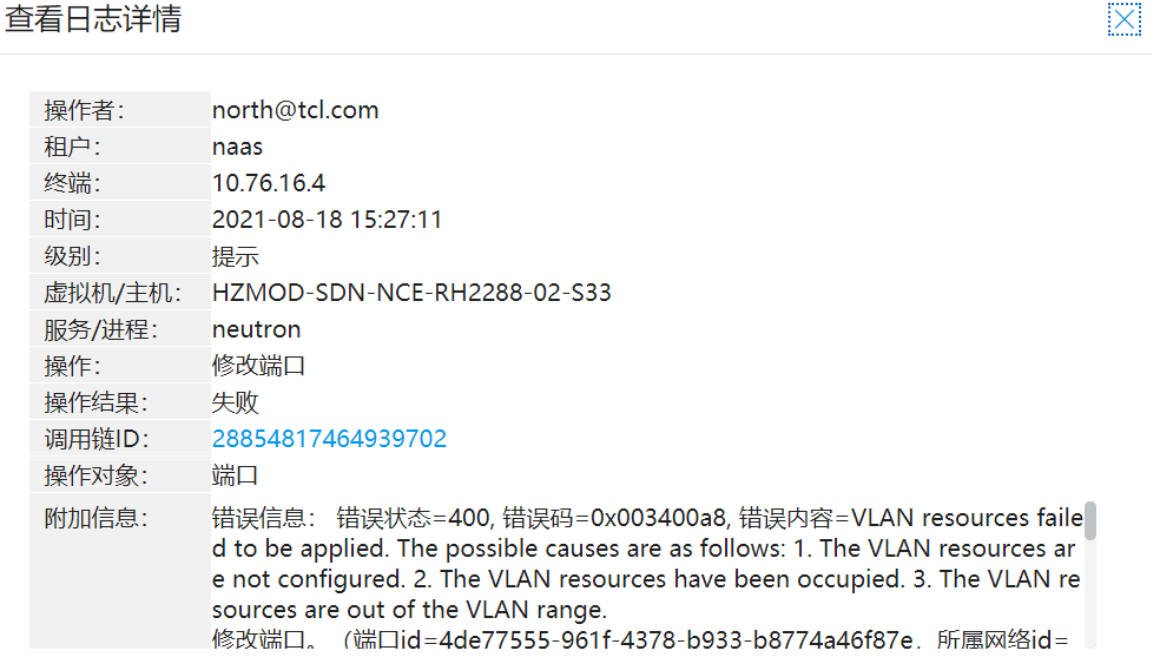 查看日志详情
操作者： north@tcl.com
租户： naas
终端： 10.76.16.4
时间： 2021-08-18 15:27:11
级别： 提示
虚拟机/主机： HZMOD-SDN-NCE-RH2288-02-S33
服务/进程： neutron
操作： 修改端口
操作结果： 失败
调用链ID： 28854817464939702
操作对象： 端口
附加信息： 错误信息： 错误状态=400, 错误码=0x003400a8, 错误内容=VLAN resources faile
d to be applied. The possible causes are as follows: 1. The VLAN resources ar
e not configured. 2. The VLAN resources have been occupied. 3. The VLAN re
sources are out of the VLAN range.
修改端口。（端口id=4de77555-961f-4378-b933-b8774a46f87e，所属网络id=